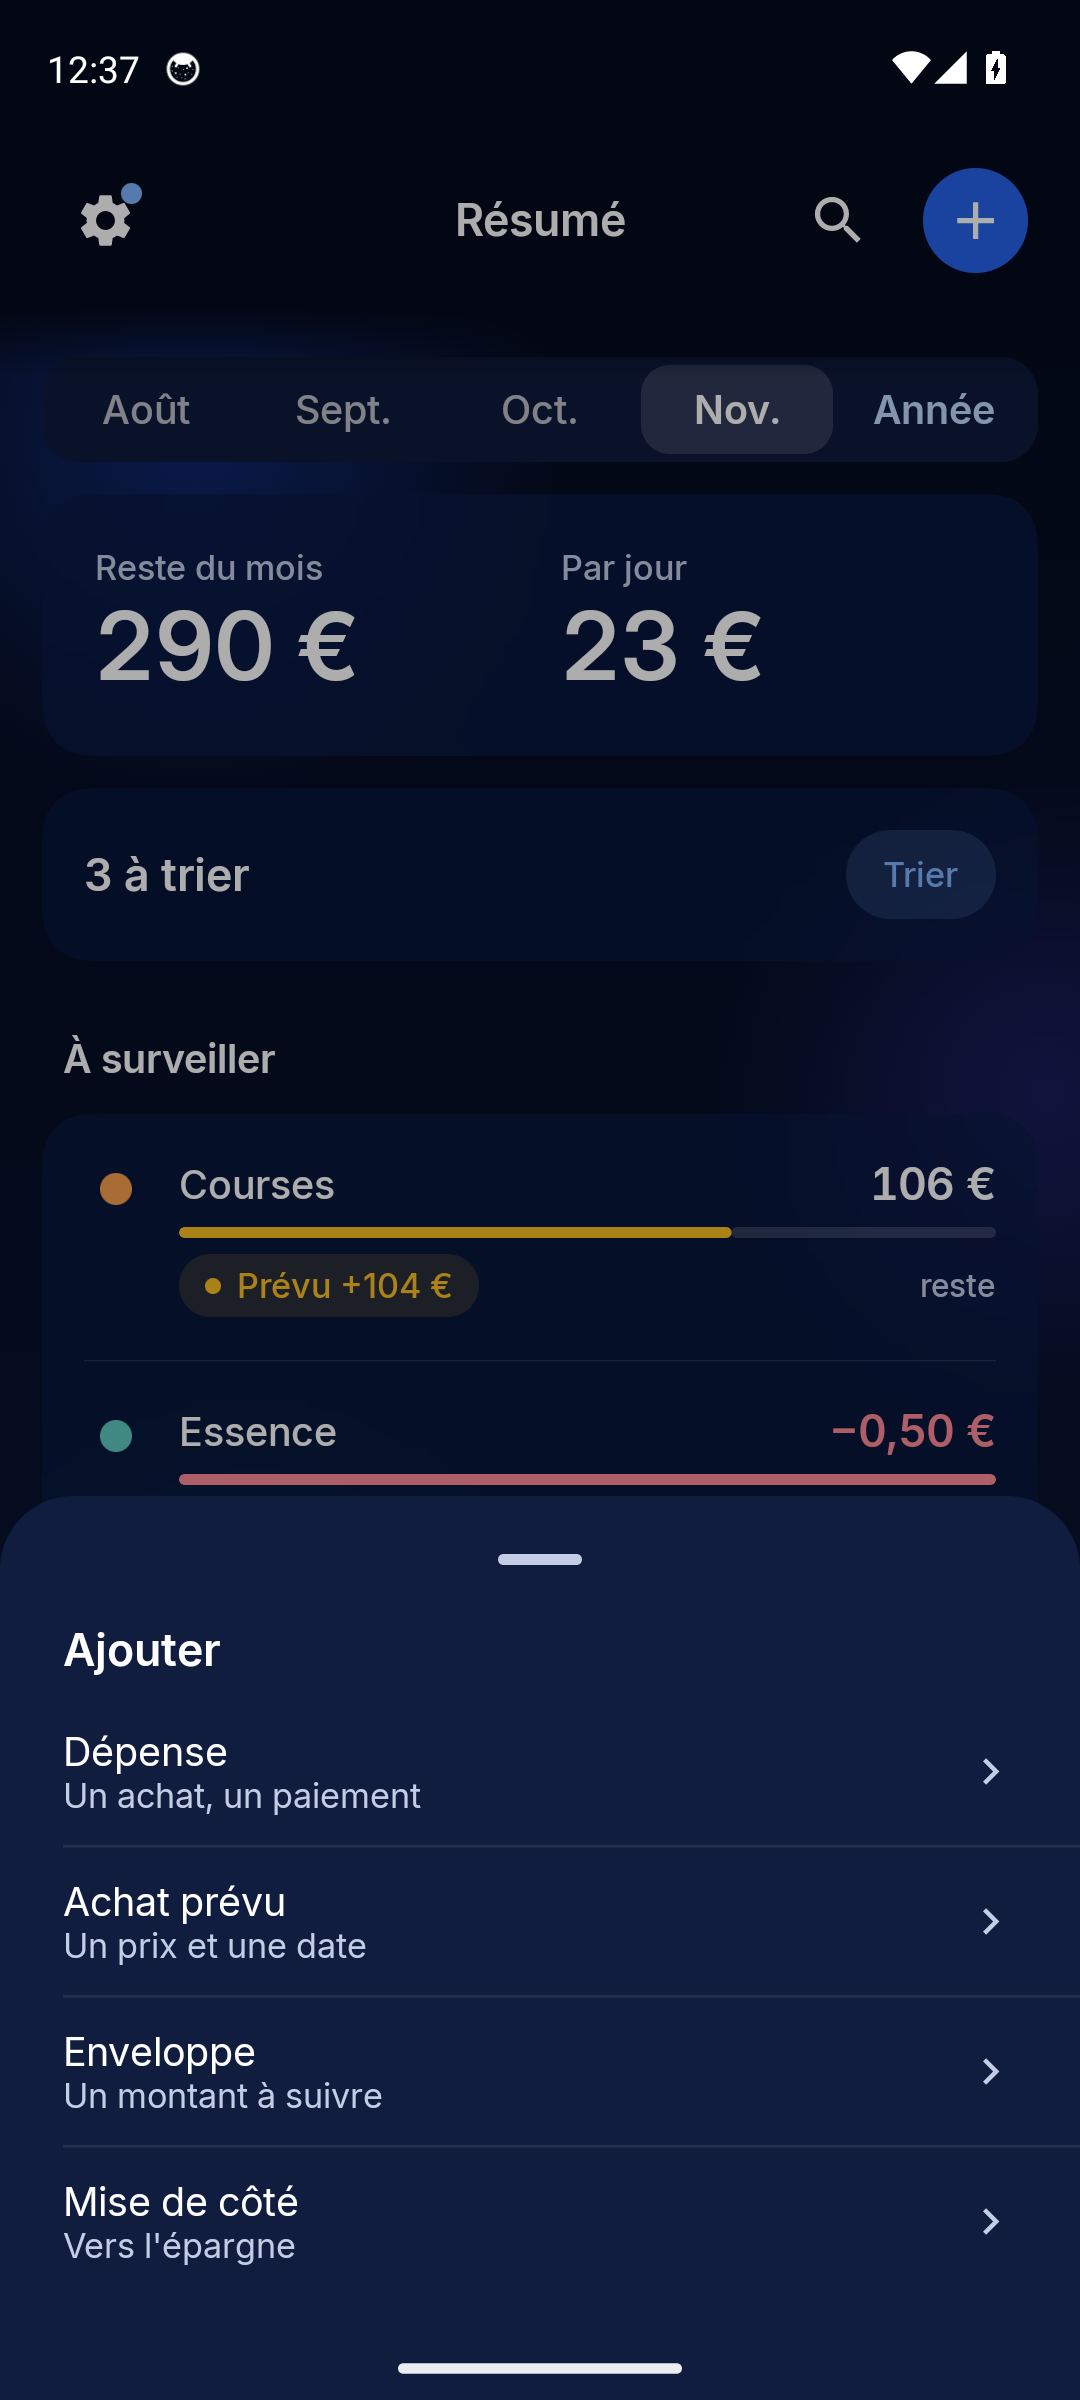 12:37
Résumé
Août Sept. Oct. Nov. Année
Reste du mois Par jour
290 € 23 €
3 à trier Trier
À surveiller
Courses 106 €
Prévu +104 € reste
Essence −0,50 €
Ajouter
Dépense
Un achat, un paiement
Achat prévu
Un prix et une date
Enveloppe
Un montant à suivre
Mise de côté
Vers l'épargne